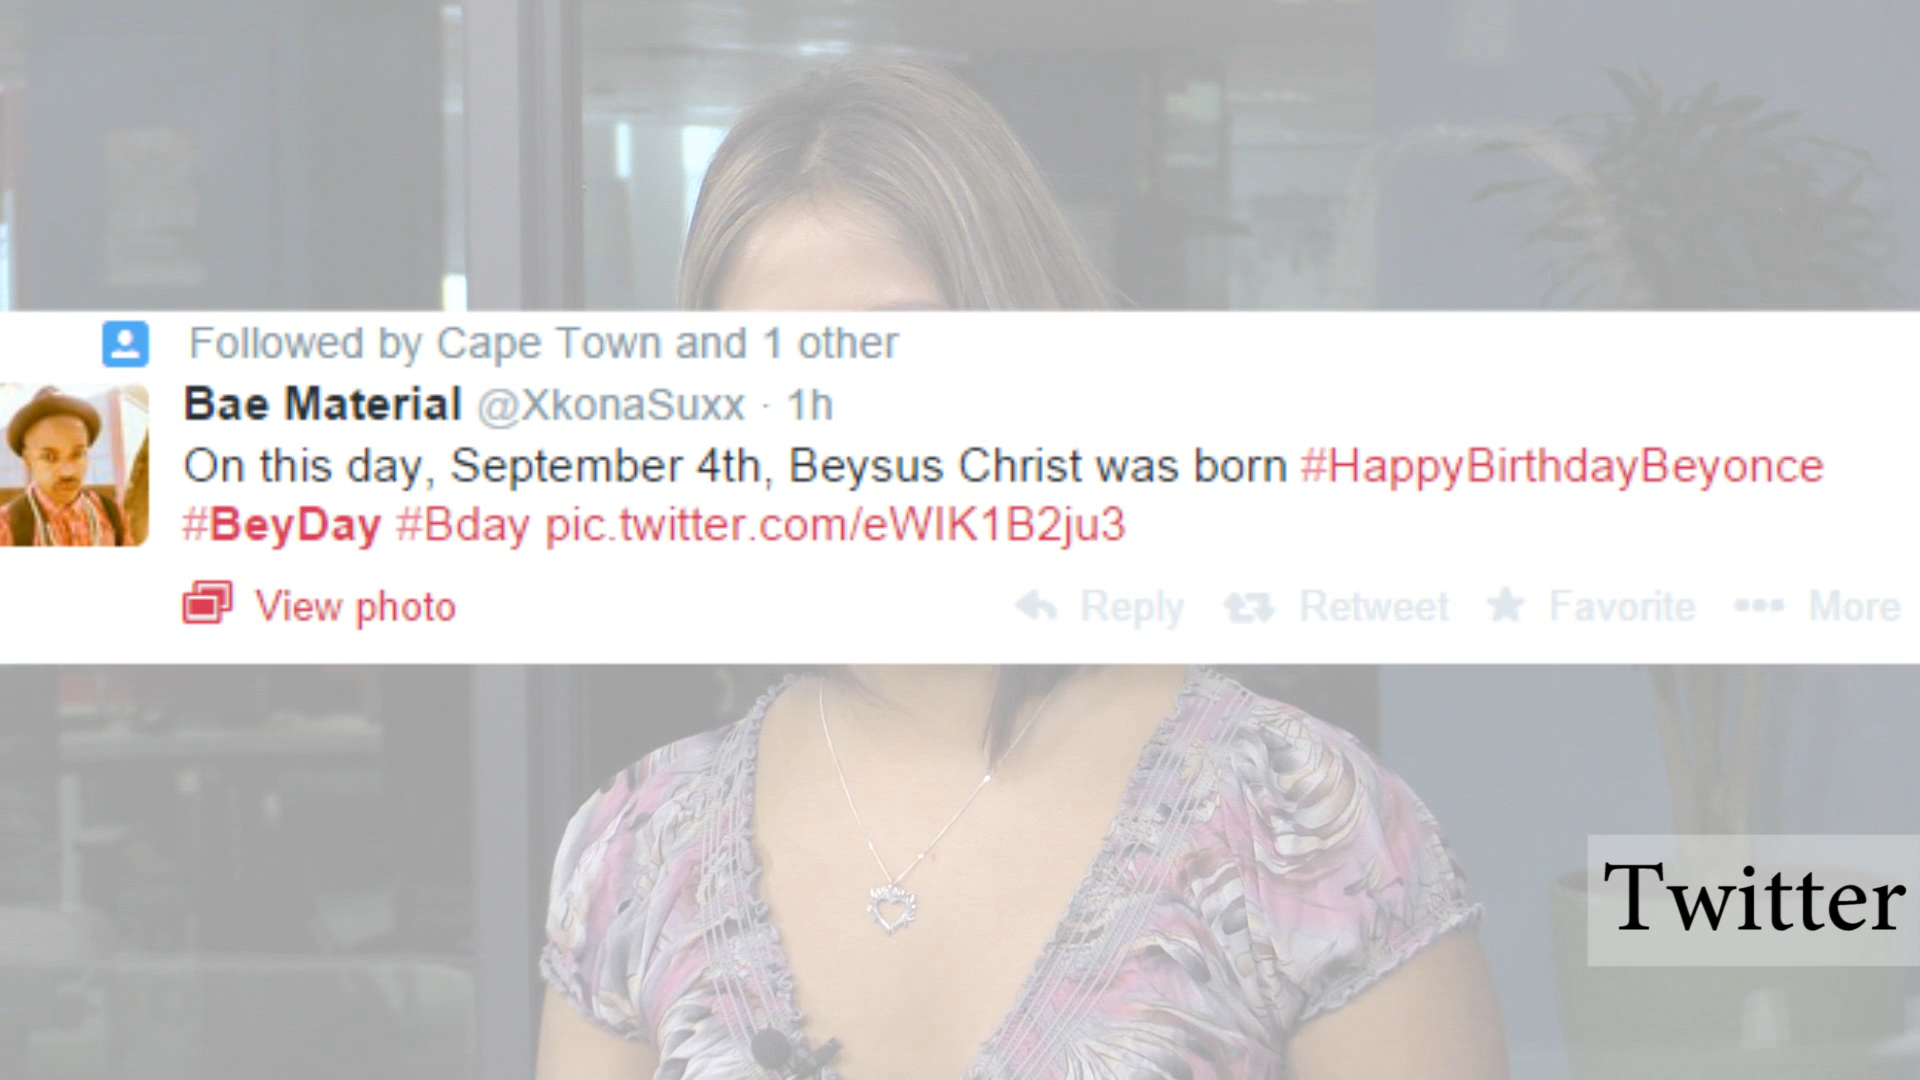 Followed by Cape Town and 1 other
Bae Material @XkonaSuxx · 1h
On this day, September 4th, Beysus Christ was born #HappyBirthdayBeyonce
#BeyDay #Bday pic.twitter.com/eWIK1B2ju3
View photo Reply Retweet Favorite More
Twitter